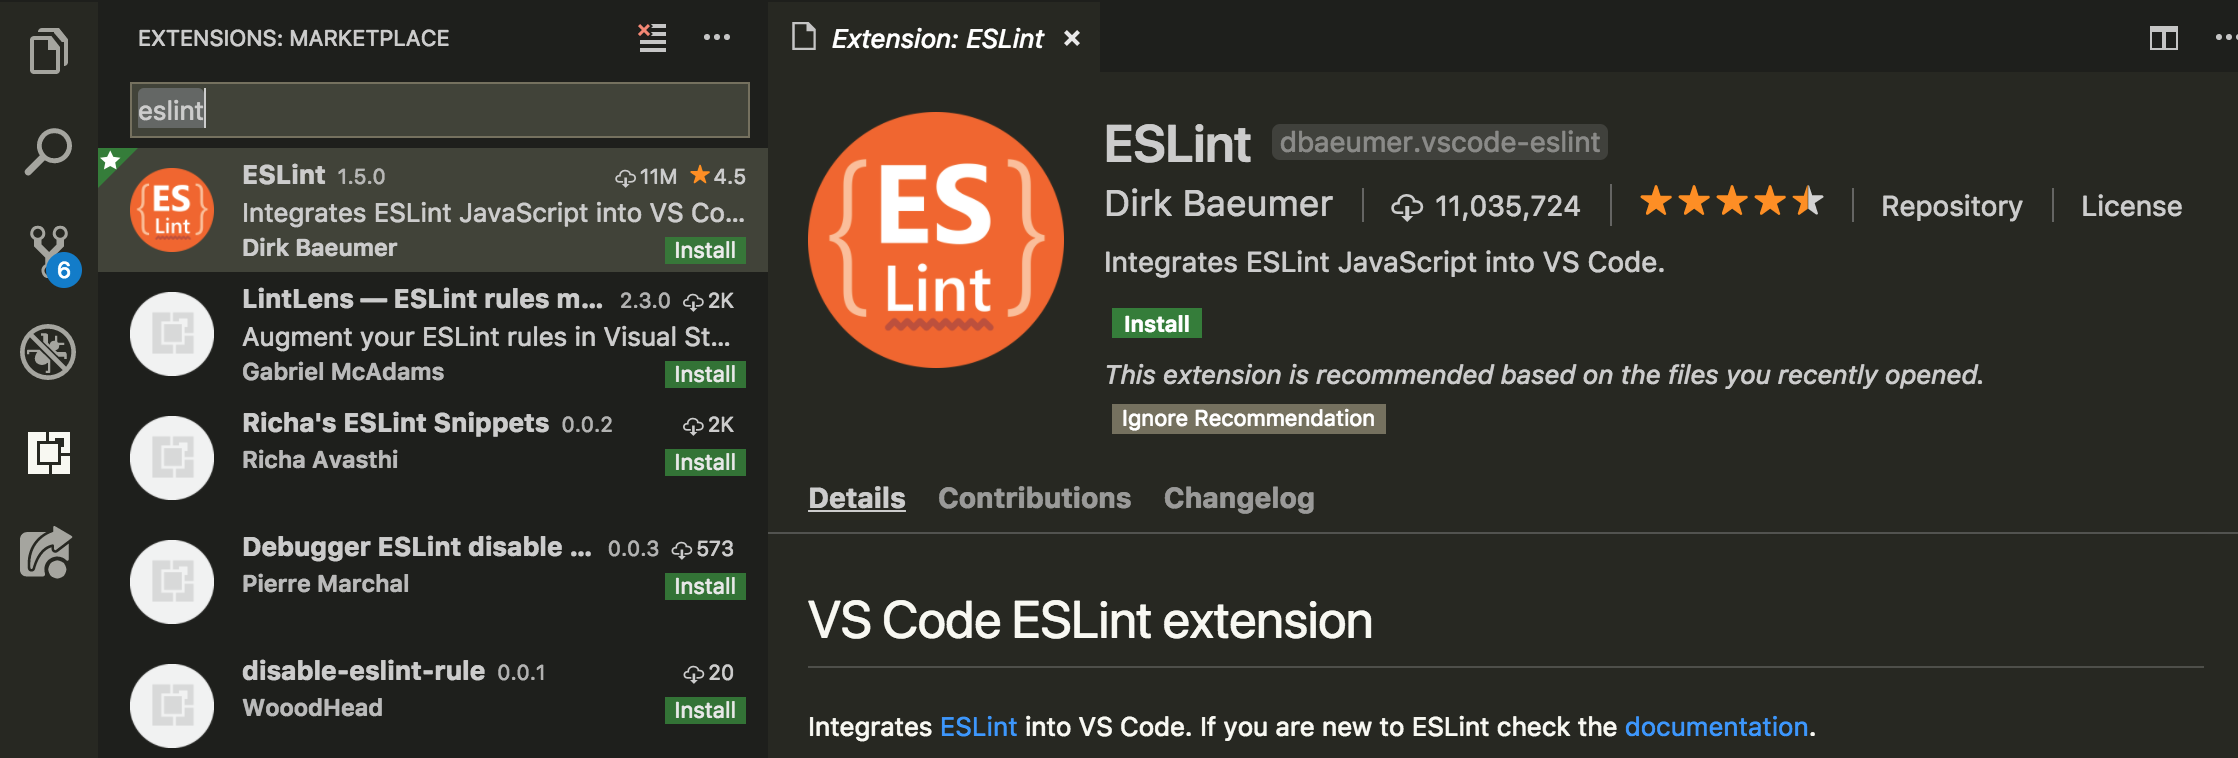 EXTENSIONS: MARKETPLACE
eslint
ES
Lint
ESLint 1.5.0 11M 4.5
Integrates ESLint JavaScript into VS Co...
Dirk Baeumer Install
LintLens — ESLint rules m... 2.3.0 2K
Augment your ESLint rules in Visual St...
Gabriel McAdams Install
Richa's ESLint Snippets 0.0.2 2K
Richa Avasthi Install
Debugger ESLint disable ... 0.0.3 573
Pierre Marchal Install
disable-eslint-rule 0.0.1 20
WooodHead Install
6
Extension: ESLint
{ES
Lint}
ESLint dbaeumer.vscode-eslint
Dirk Baeumer 11,035,724 Repository License
Integrates ESLint JavaScript into VS Code.
Install
This extension is recommended based on the files you recently opened.
Ignore Recommendation
Details Contributions Changelog
VS Code ESLint extension
Integrates ESLint into VS Code. If you are new to ESLint check the documentation.